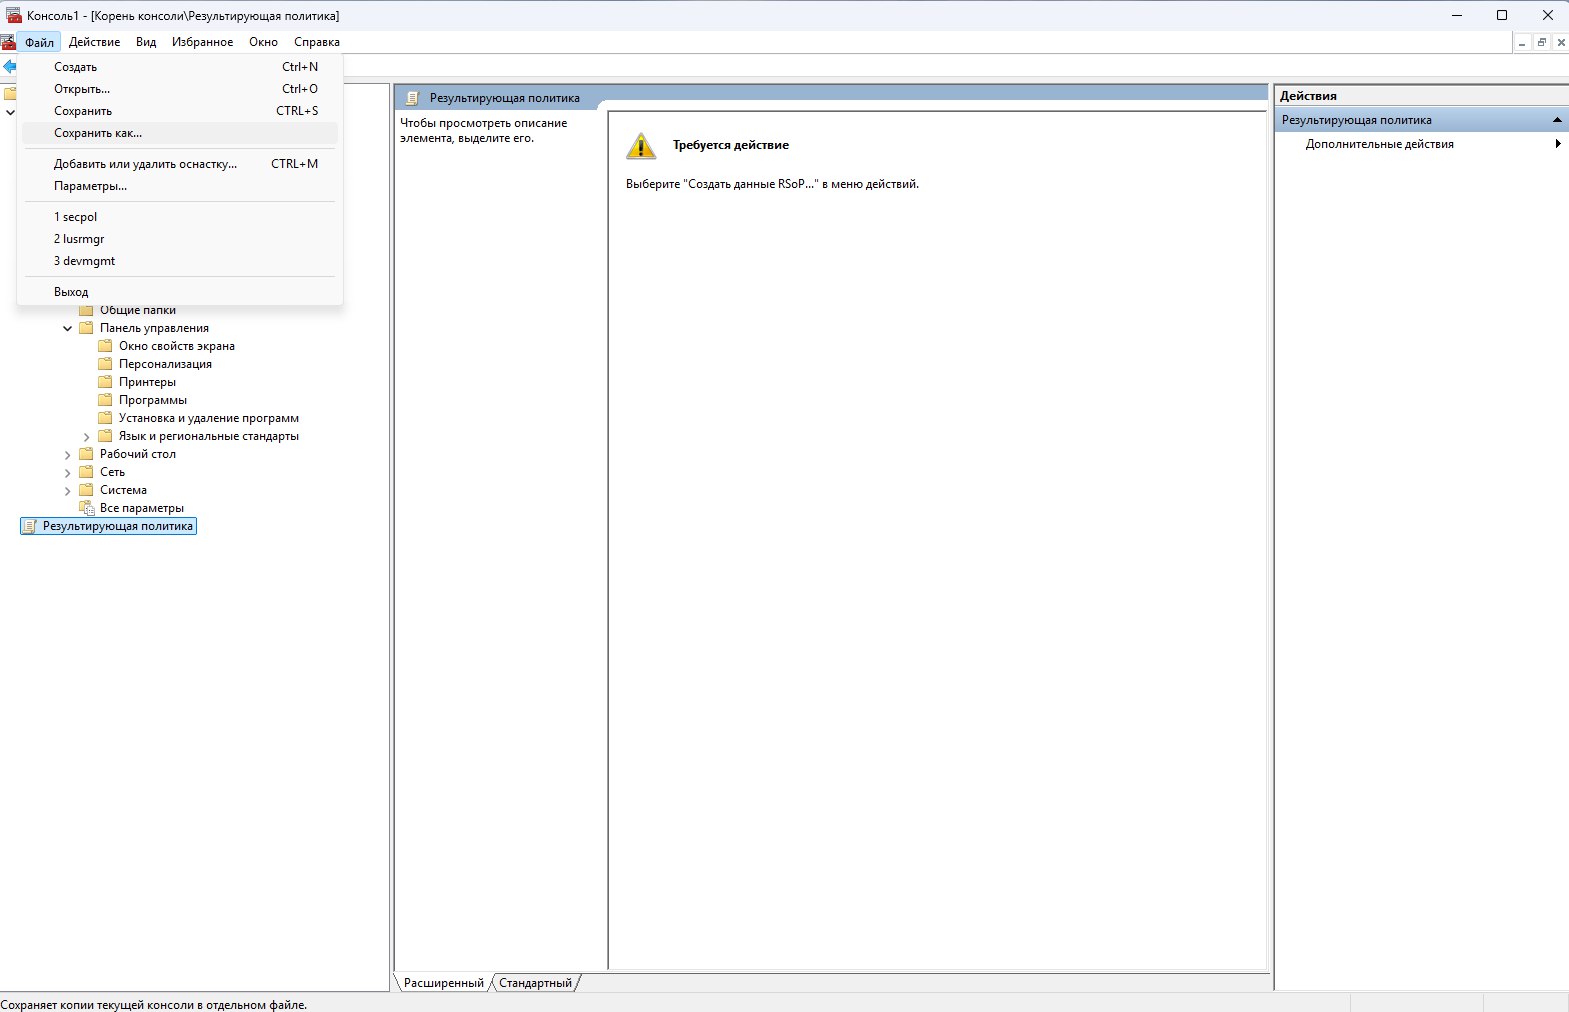 Консоль1 - [Корень консоли\Результирующая политика]
Файл Действие Вид Избранное Окно Справка
Создать Ctrl+N
Открыть... Ctrl+O
Сохранить CTRL+S
Сохранить как...
Добавить или удалить оснастку... CTRL+M
Параметры...
1 secpol
2 lusrmgr
3 devmgmt
Выход
Общие папки
Панель управления
Окно свойств экрана
Персонализация
Принтеры
Программы
Установка и удаление программ
Язык и региональные стандарты
Рабочий стол
Сеть
Система
Все параметры
Результирующая политика
Результирующая политика
Чтобы просмотреть описание
элемента, выделите его.
Требуется действие
Выберите "Создать данные RSoP..." в меню действий.
Расширенный Стандартный
Действия
Результирующая политика
Дополнительные действия
Сохраняет копии текущей консоли в отдельном файле.